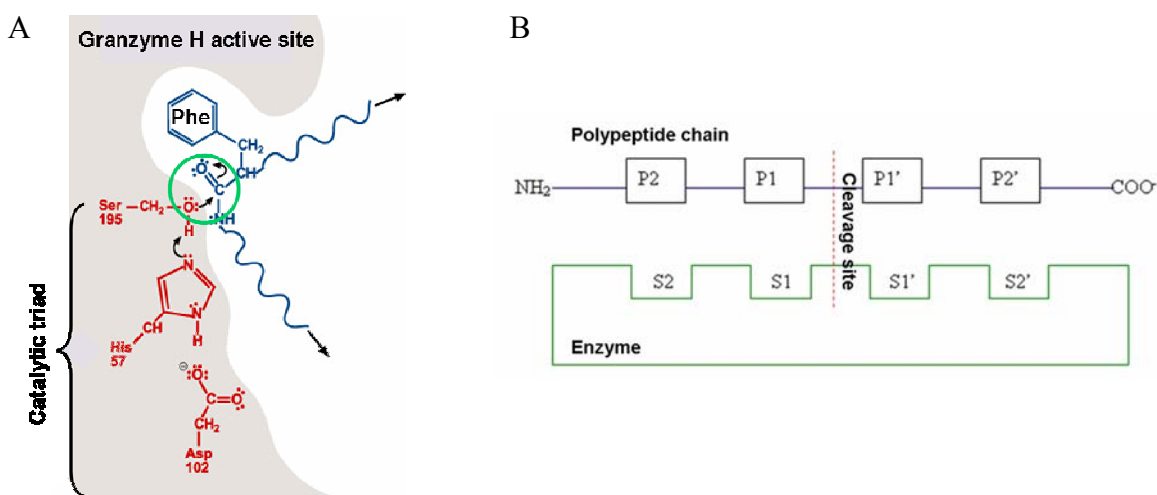 A
Granzyme H active site
Phe
CH2
:O:
CH
C
Ser — CH2 — O:
195
H
:NH
N
N
H
CH
His
57
Catalytic triad
⊖:O:
C=O
CH2
Asp
102
B
Polypeptide chain
NH2 P2 P1 P1' P2' COO-
Cleavage site
S2 S1 S1' S2'
Enzyme